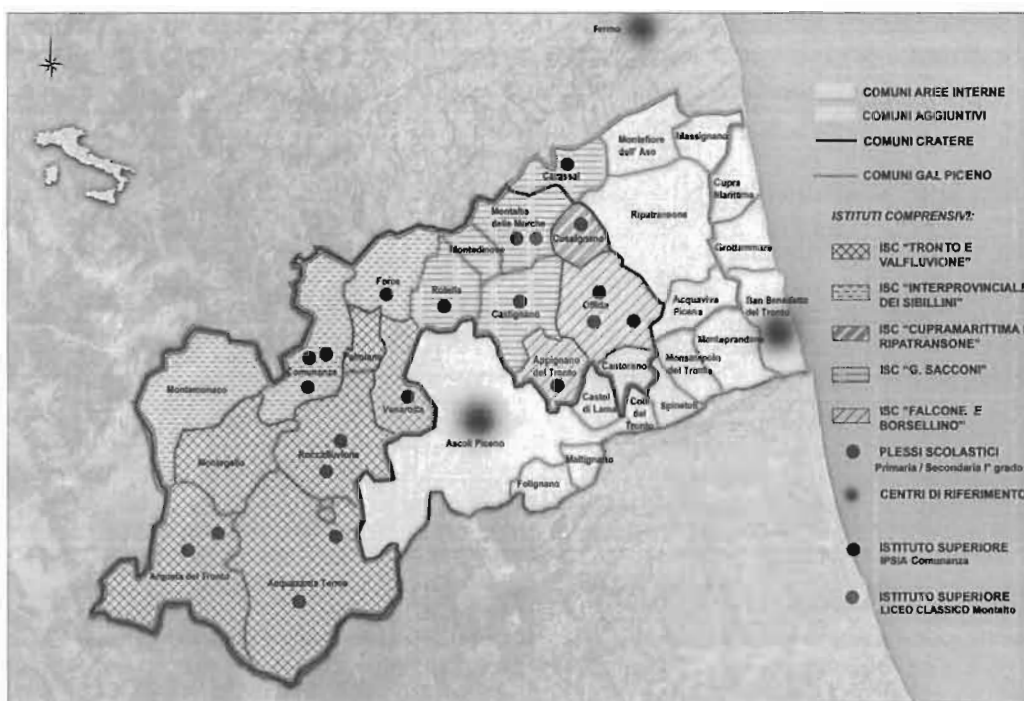 Fermo
COMUNI AREE INTERNE
COMUNI AGGIUNTIVI
COMUNI CRATERE
COMUNI GAL PICENO
ISTITUTI COMPRENSIVI:
ISC "TRONTO E
VALFLUVIONE"
ISC "INTERPROVINCIALE
DEI SIBILLINI"
ISC "CUPRAMARITTIMA E
RIPATRANSONE"
ISC "G. SACCONI"
ISC "FALCONE E
BORSELLINO"
PLESSI SCOLASTICI
Primaria / Secondaria I° grado
CENTRI DI RIFERIMENTO
ISTITUTO SUPERIORE
IPSIA Comunanza
ISTITUTO SUPERIORE
LICEO CLASSICO Montalto
Montefiore
dell' Aso
Massignano
Carassai
Cupra
Marittima
Montalto
delle Marche
Ripatransone
Cossignano
Montedinove
Grottammare
Force
Rotella
Castignano
Offida
Acquaviva
Picena
San Benedetto
del Tronto
Monteprandone
Palmiano
Comunanza
Appignano
del Tronto
Castorano
Monsampolo
del Tronto
Montemonaco
Venarotta
Castel
di Lama
Colli
del
Tronto
Spinetoli
Ascoli Piceno
Montegallo
Roccafluvione
Maltignano
Folignano
Arquata del Tronto
Acquasanta Terme